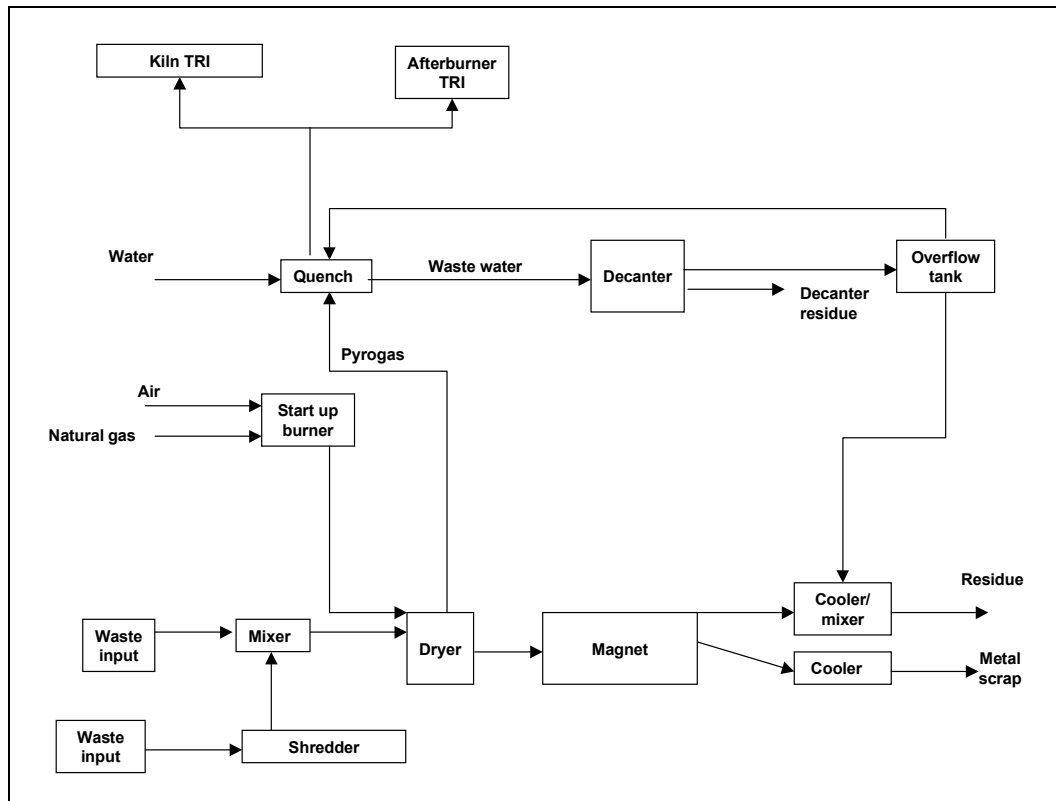 Kiln TRI
Afterburner
TRI
Water
Quench
Waste water
Decanter
Decanter
residue
Overflow
tank
Pyrogas
Air
Natural gas
Start up
burner
Waste
input
Mixer
Dryer
Magnet
Cooler/
mixer
Residue
Cooler
Metal
scrap
Waste
input
Shredder